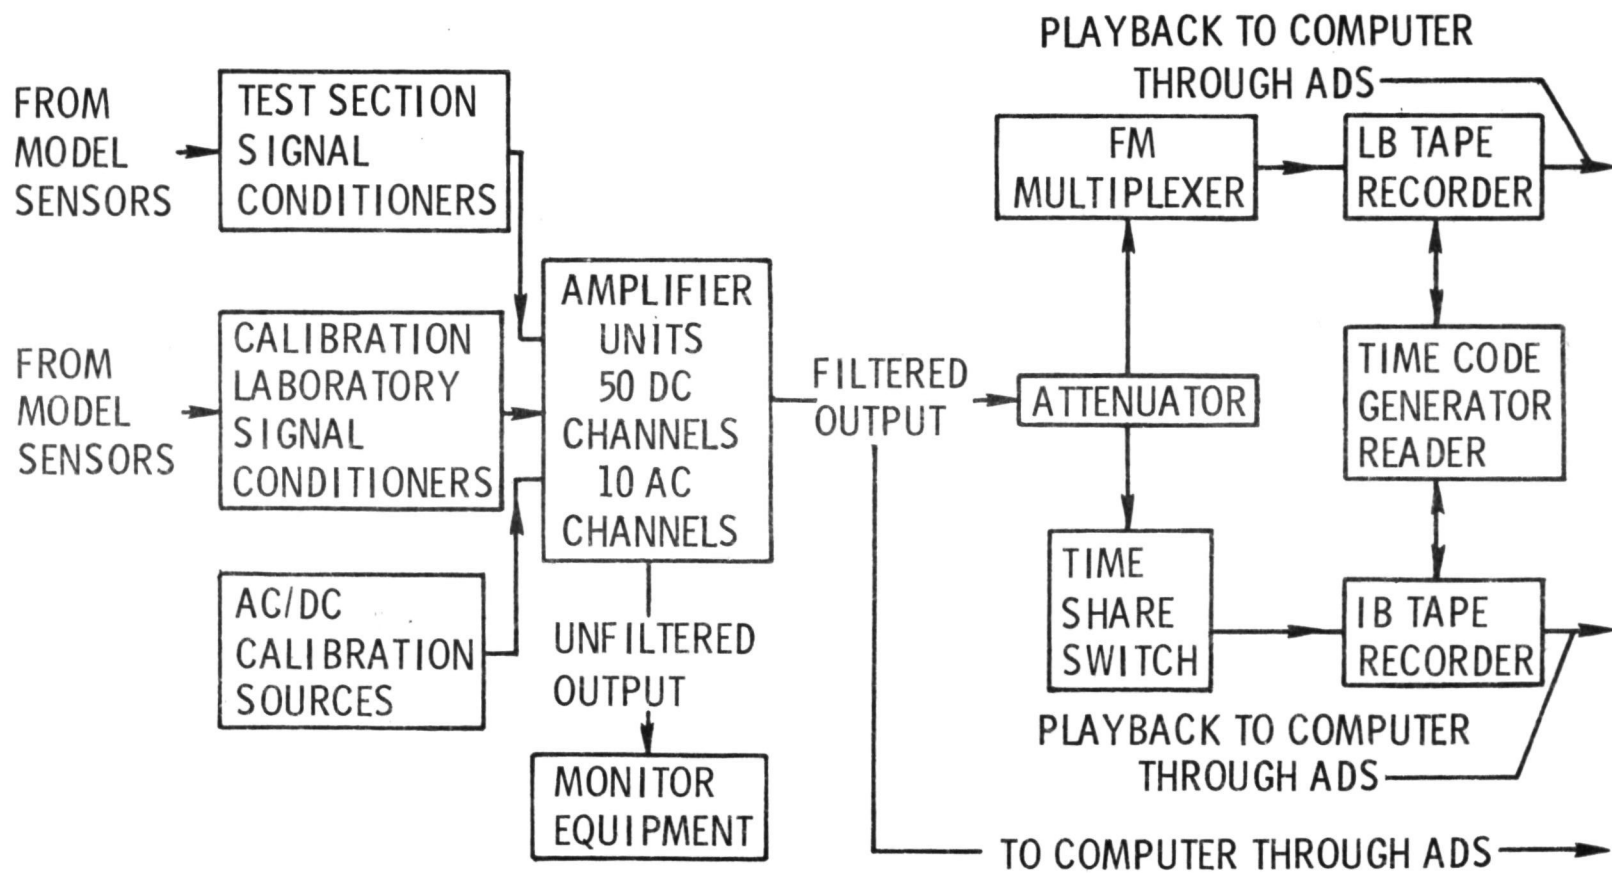 FROM
MODEL
SENSORS
TEST SECTION
SIGNAL
CONDITIONERS
FROM
MODEL
SENSORS
CALIBRATION
LABORATORY
SIGNAL
CONDITIONERS
AC/DC
CALIBRATION
SOURCES
AMPLIFIER
UNITS
50 DC
CHANNELS
10 AC
CHANNELS
UNFILTERED
OUTPUT
MONITOR
EQUIPMENT
FILTERED
OUTPUT
ATTENUATOR
FM
MULTIPLEXER
PLAYBACK TO COMPUTER
THROUGH ADS
LB TAPE
RECORDER
TIME CODE
GENERATOR
READER
TIME
SHARE
SWITCH
IB TAPE
RECORDER
PLAYBACK TO COMPUTER
THROUGH ADS
TO COMPUTER THROUGH ADS